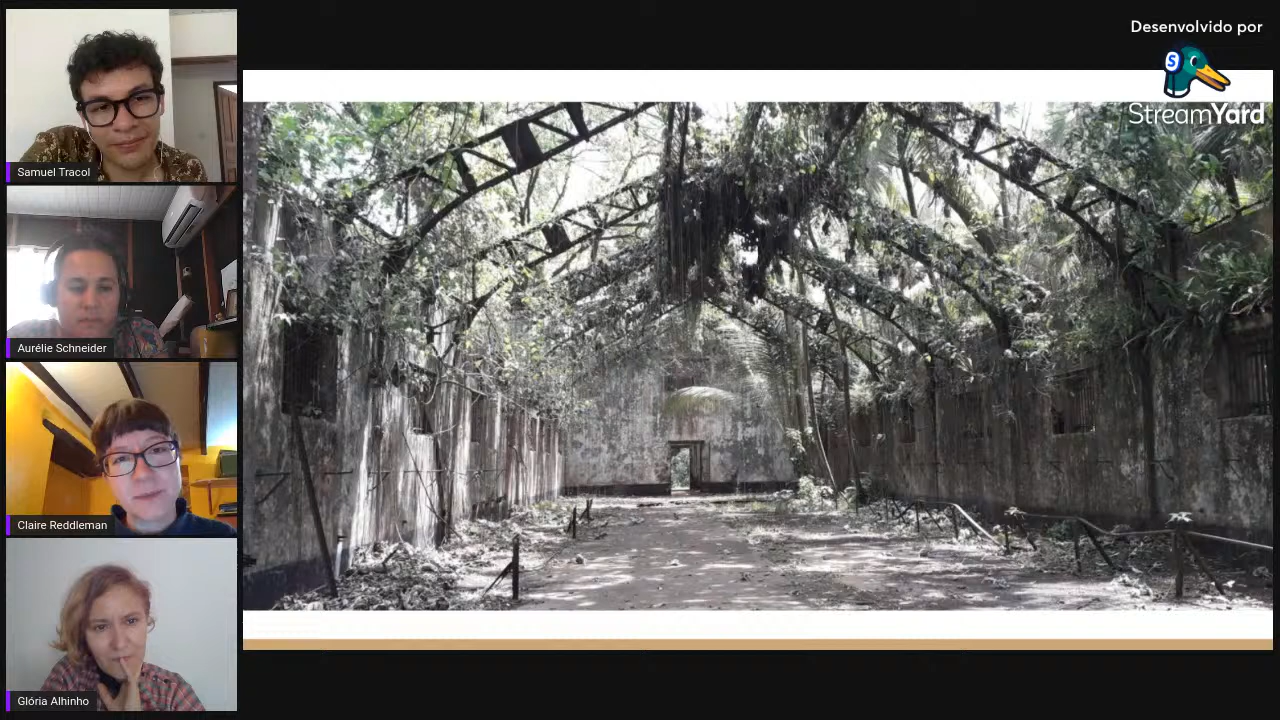 Desenvolvido por
S
StreamYard
Samuel Tracol
Aurélie Schneider
Claire Reddleman
Glória Alhinho